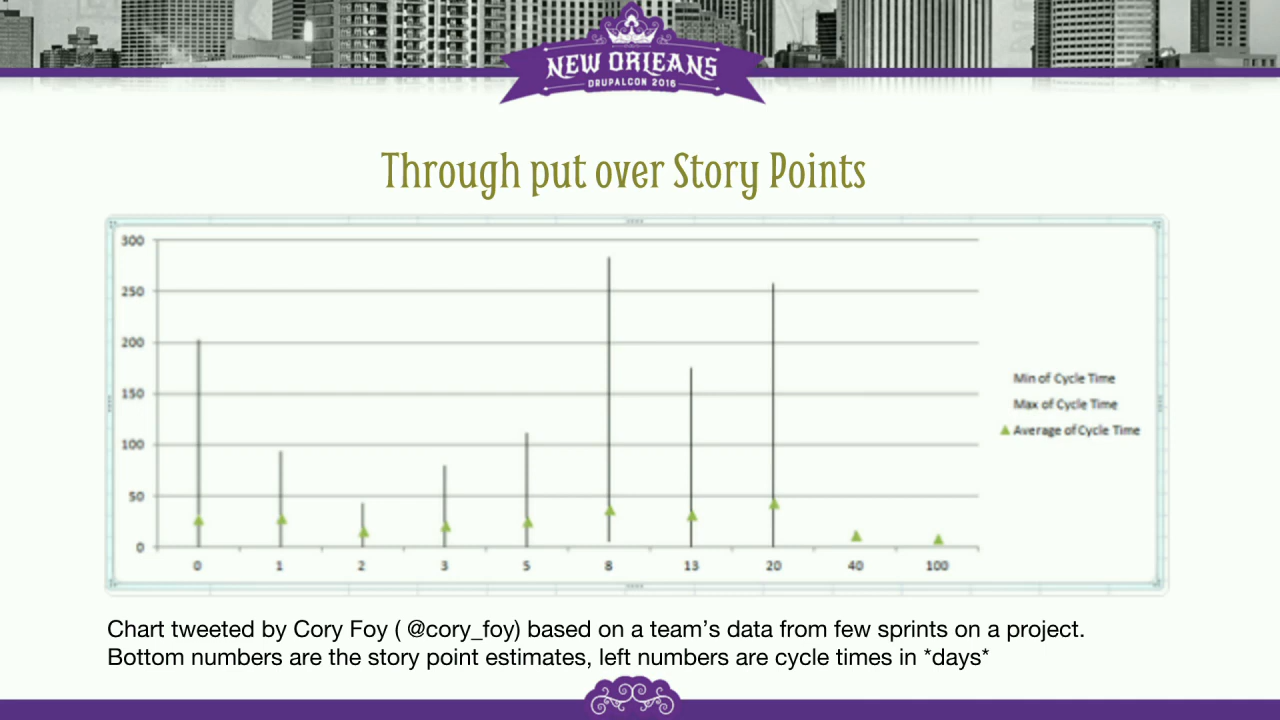 NEW ORLEANS
DRUPALCON 2016
Through put over Story Points
300
250
200
150
100
50
0
0 1 2 3 5 8 13 20 40 100
Min of Cycle Time
Max of Cycle Time
Average of Cycle Time
Chart tweeted by Cory Foy ( @cory_foy) based on a team’s data from few sprints on a project.
Bottom numbers are the story point estimates, left numbers are cycle times in *days*